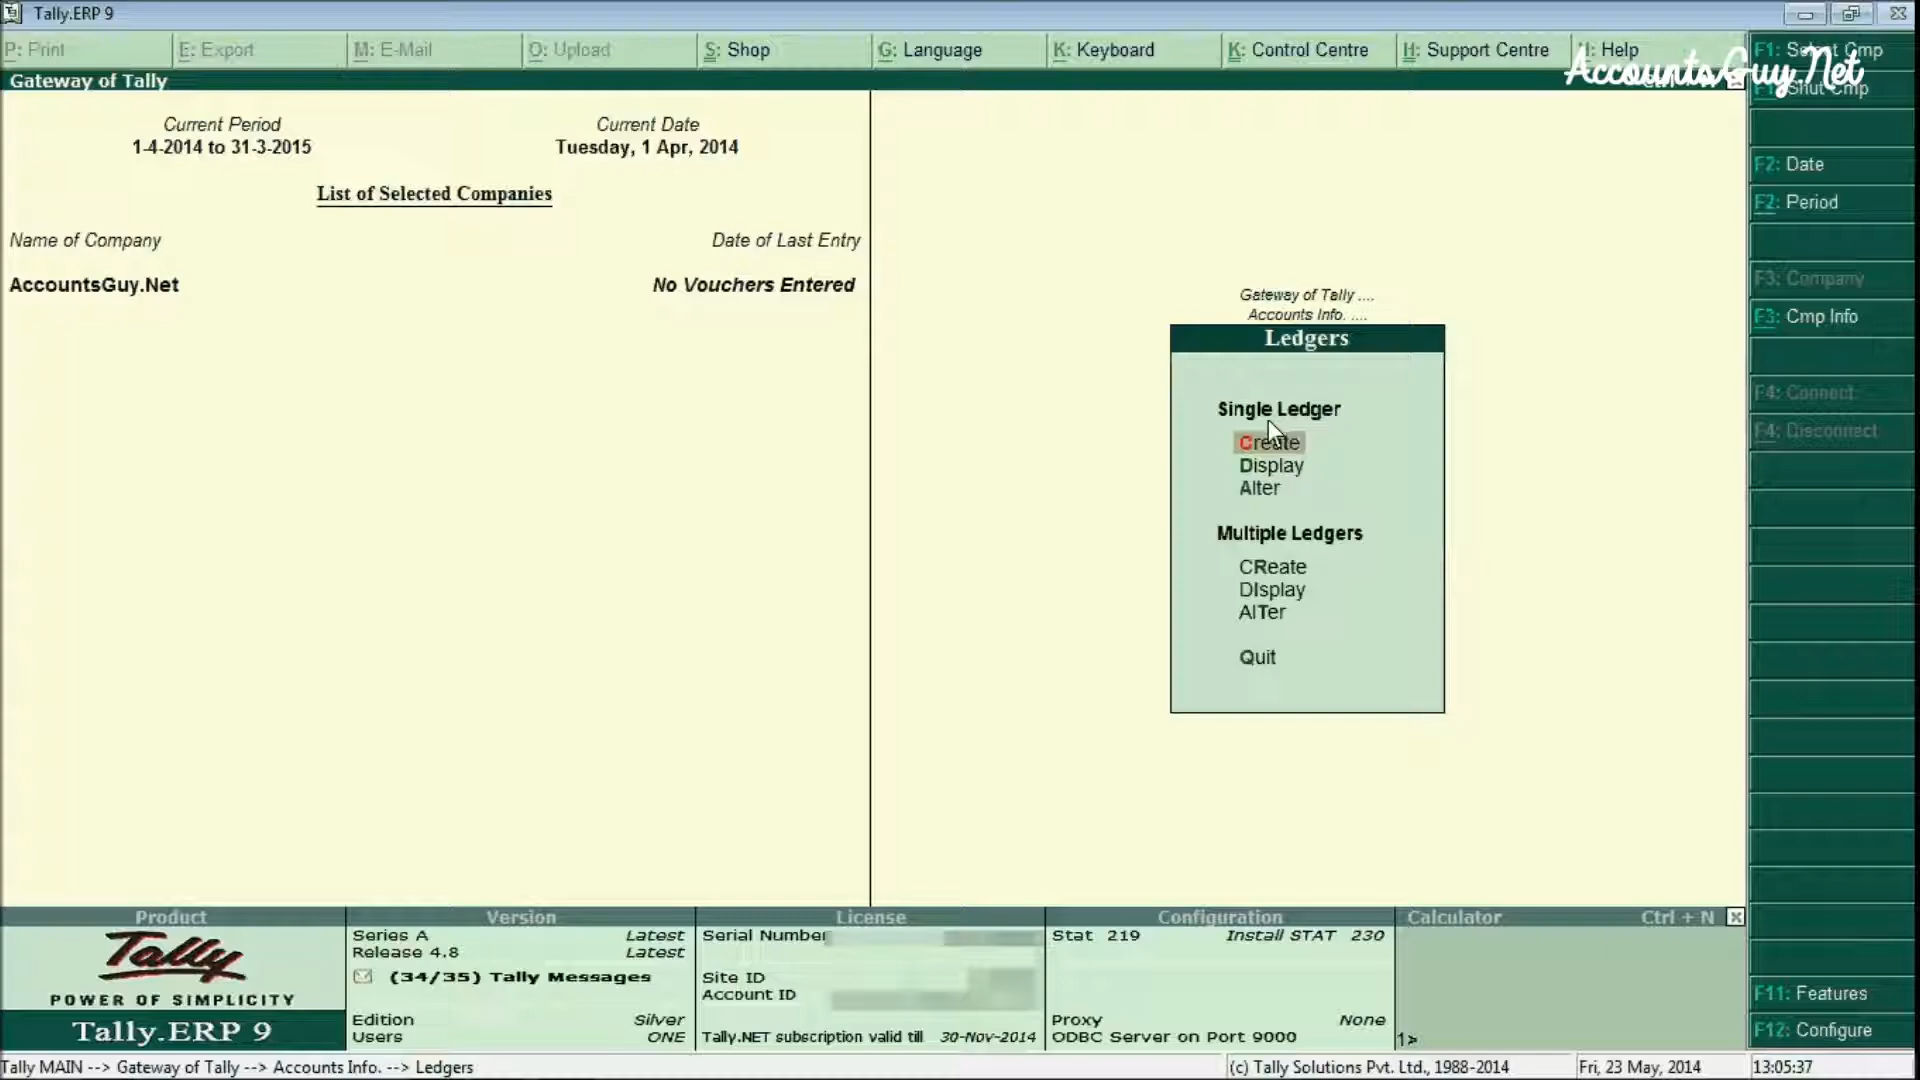 Tally.ERP 9
P: Print
E: Export
M: E-Mail
O: Upload
S: Shop
G: Language
K: Keyboard
K: Control Centre
H: Support Centre
H: Help
AccountsGuy.Net
Gateway of Tally
Current Period
Current Date
1-4-2014 to 31-3-2015
Tuesday, 1 Apr, 2014
List of Selected Companies
Name of Company
Date of Last Entry
AccountsGuy.Net
No Vouchers Entered
Gateway of Tally ....
Accounts Info. ....
Ledgers
Single Ledger
Create
Display
Alter
Multiple Ledgers
CReate
DIsplay
AlTer
Quit
F1: Select Cmp
F1: Shut Cmp
F2: Date
F2: Period
F3: Company
F3: Cmp Info
F4: Connect
F4: Disconnect
F11: Features
F12: Configure
Product
Tally
POWER OF SIMPLICITY
Tally.ERP 9
Version
Series A Latest
Release 4.8 Latest
(34/35) Tally Messages
Edition Silver
Users ONE
License
Serial Number
Site ID
Account ID
Tally.NET subscription valid till 30-Nov-2014
Configuration
Stat 219 Install STAT 230
Proxy None
ODBC Server on Port 9000
Calculator Ctrl + N
1>
Tally MAIN --> Gateway of Tally --> Accounts Info. --> Ledgers
(c) Tally Solutions Pvt. Ltd., 1988-2014
Fri, 23 May, 2014
13:05:37